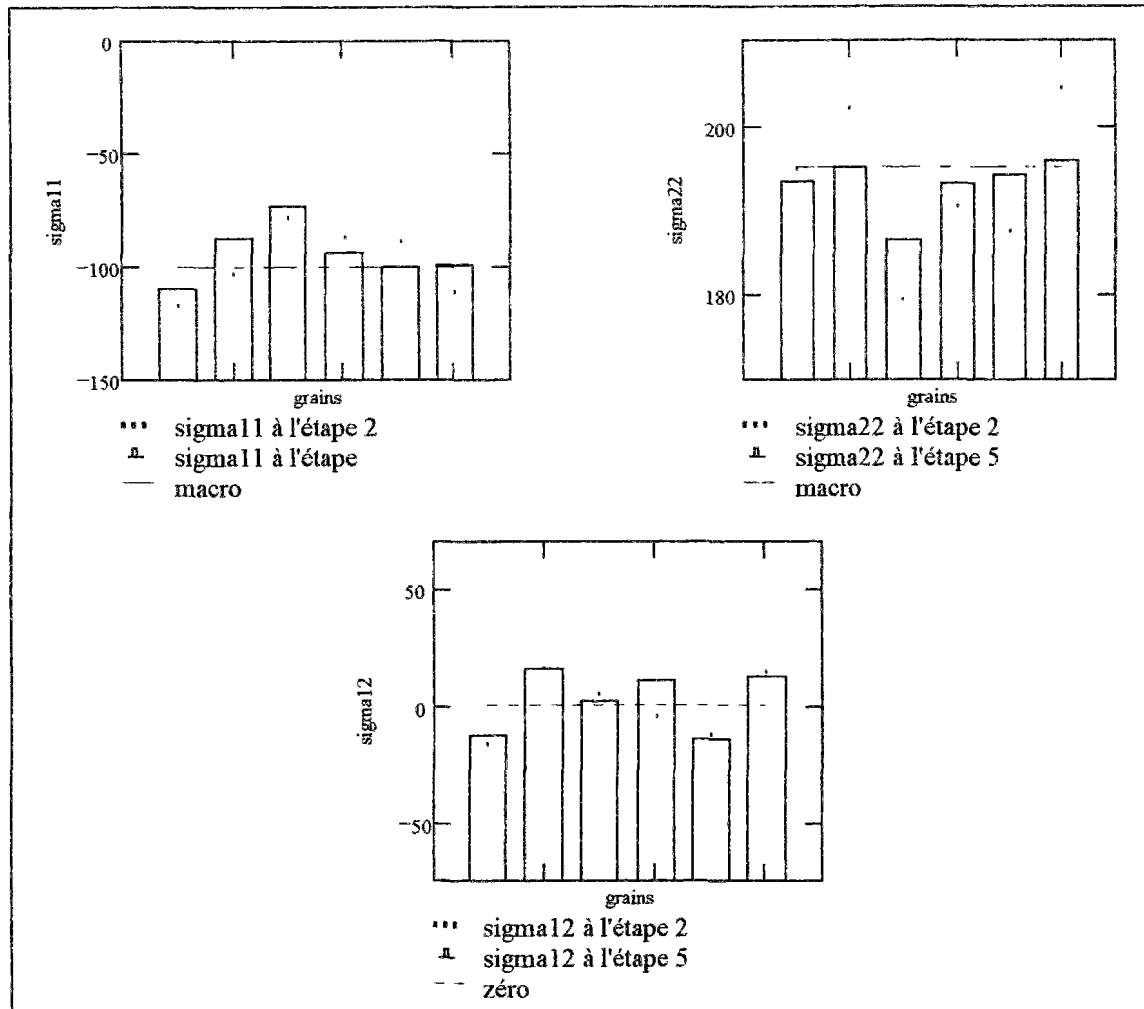 0
−50
sigma11
−100
−150
grains
sigma11 à l'étape 2
sigma11 à l'étape
macro
200
sigma22
180
grains
sigma22 à l'étape 2
sigma22 à l'étape 5
macro
50
0
sigma12
−50
grains
sigma12 à l'étape 2
sigma12 à l'étape 5
zéro